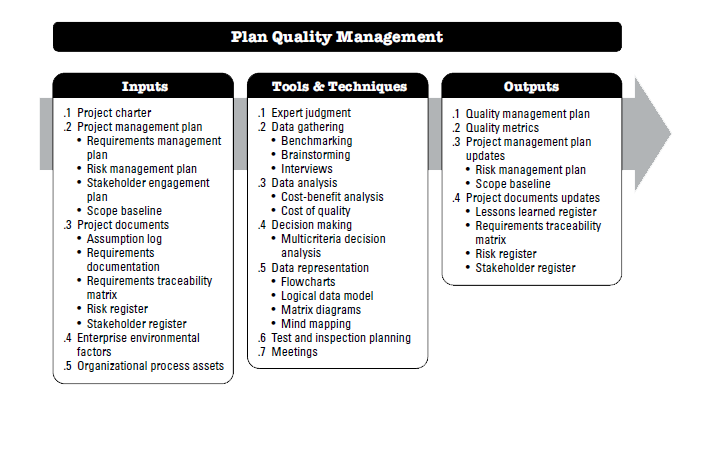 Plan Quality Management
Inputs
.1 Project charter
.2 Project management plan
• Requirements management
plan
• Risk management plan
• Stakeholder engagement
plan
• Scope baseline
.3 Project documents
• Assumption log
• Requirements
documentation
• Requirements traceability
matrix
• Risk register
• Stakeholder register
.4 Enterprise environmental
factors
.5 Organizational process assets
Tools & Techniques
.1 Expert judgment
.2 Data gathering
• Benchmarking
• Brainstorming
• Interviews
.3 Data analysis
• Cost-benefit analysis
• Cost of quality
.4 Decision making
• Multicriteria decision
analysis
.5 Data representation
• Flowcharts
• Logical data model
• Matrix diagrams
• Mind mapping
.6 Test and inspection planning
.7 Meetings
Outputs
.1 Quality management plan
.2 Quality metrics
.3 Project management plan
updates
• Risk management plan
• Scope baseline
.4 Project documents updates
• Lessons learned register
• Requirements traceability
matrix
• Risk register
• Stakeholder register